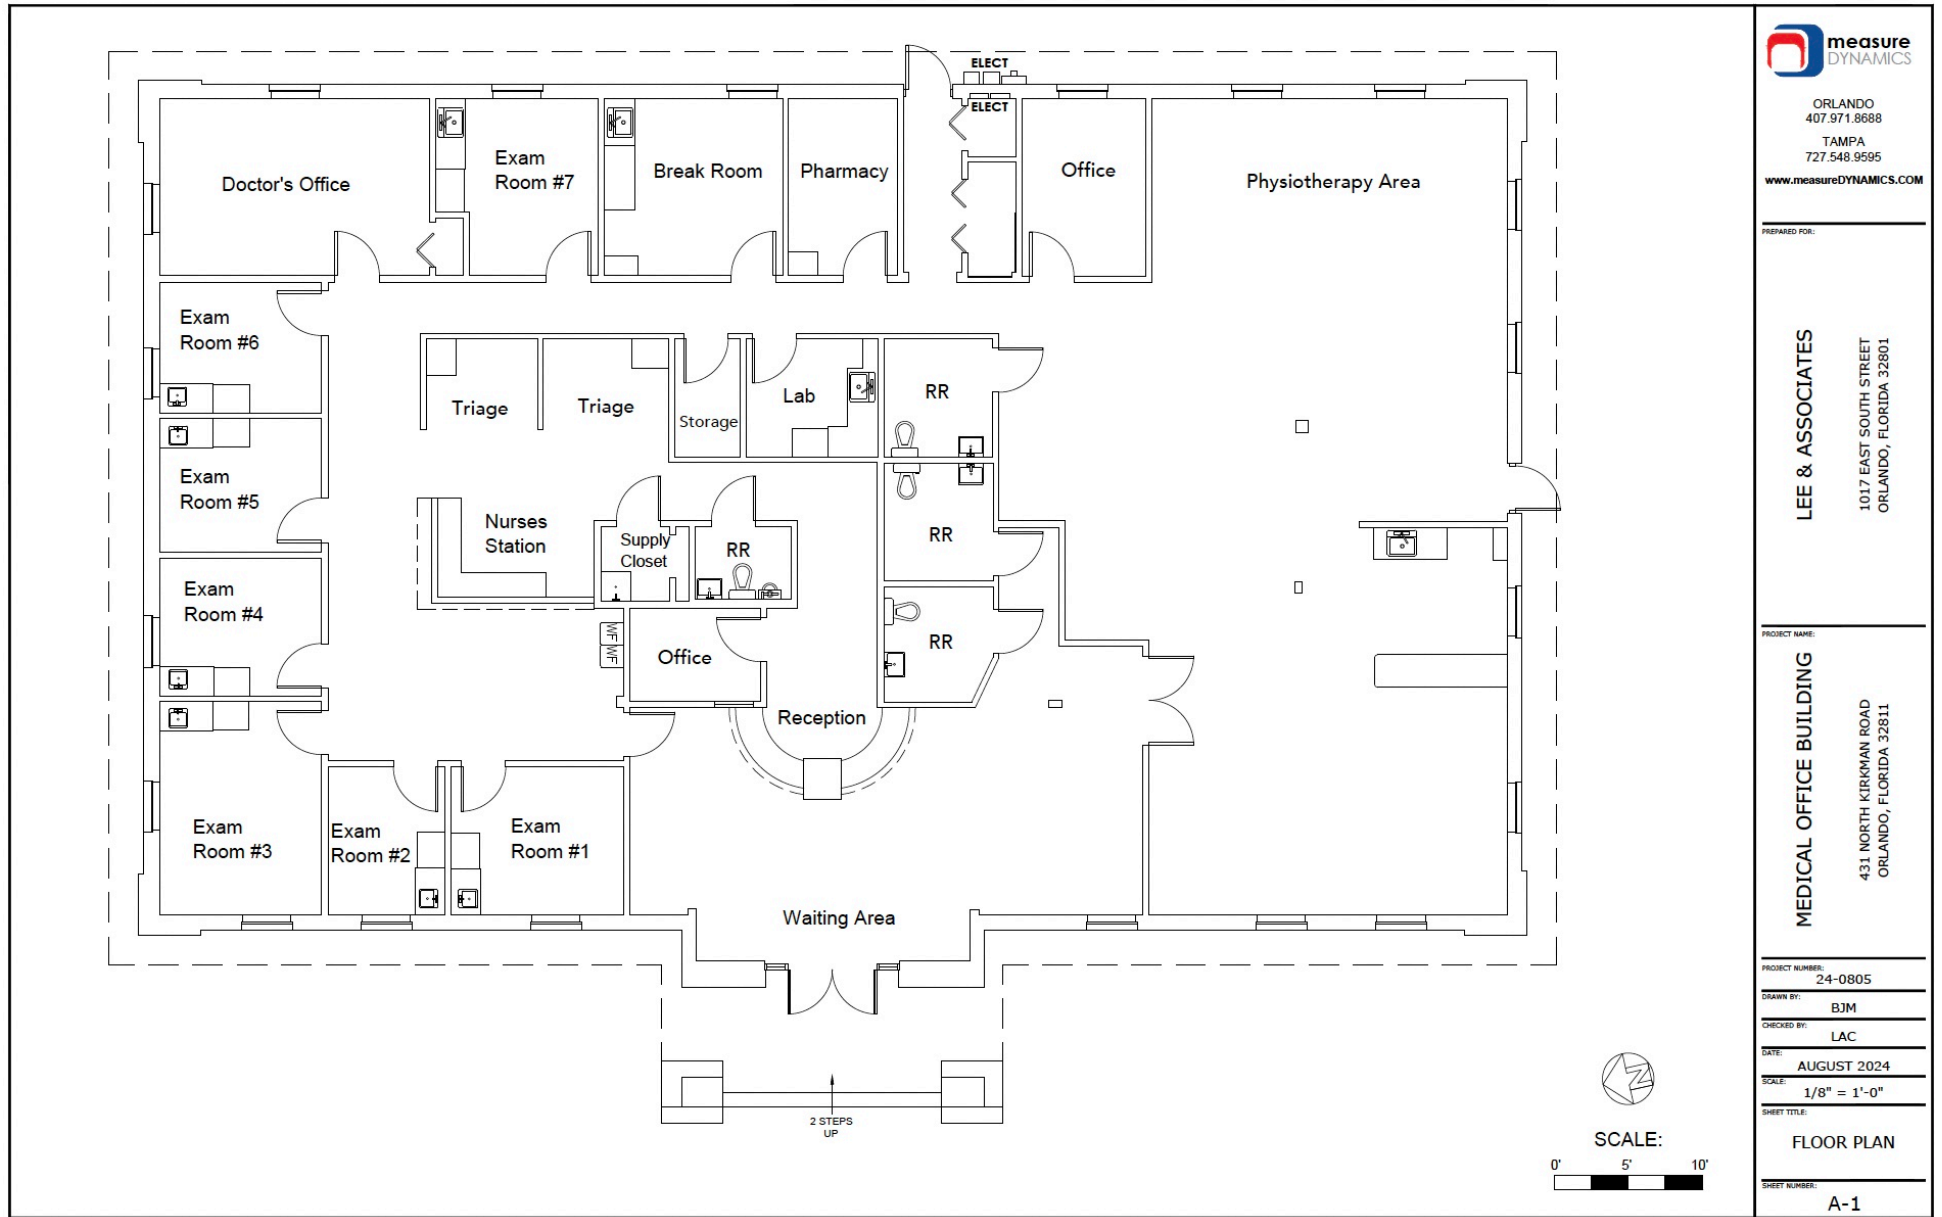 ELECT
ELECT
Doctor's Office
Exam
Room #7
Break Room
Pharmacy
Office
Physiotherapy Area
Exam
Room #6
Triage
Triage
Storage
Lab
RR
Exam
Room #5
Nurses
Station
Supply
Closet
RR
RR
Exam
Room #4
WF
WF
Office
RR
Reception
Exam
Room #3
Exam
Room #2
Exam
Room #1
Waiting Area
2 STEPS
UP
N
SCALE:
0' 5' 10'
measure
DYNAMICS
ORLANDO
407.971.8688
TAMPA
727.548.9595
www.measureDYNAMICS.COM
PREPARED FOR:
LEE & ASSOCIATES
1017 EAST SOUTH STREET
ORLANDO, FLORIDA 32801
PROJECT NAME:
MEDICAL OFFICE BUILDING
431 NORTH KIRKMAN ROAD
ORLANDO, FLORIDA 32811
PROJECT NUMBER:
24-0805
DRAWN BY:
BJM
CHECKED BY:
LAC
DATE:
AUGUST 2024
SCALE:
1/8" = 1'-0"
SHEET TITLE:
FLOOR PLAN
SHEET NUMBER:
A-1